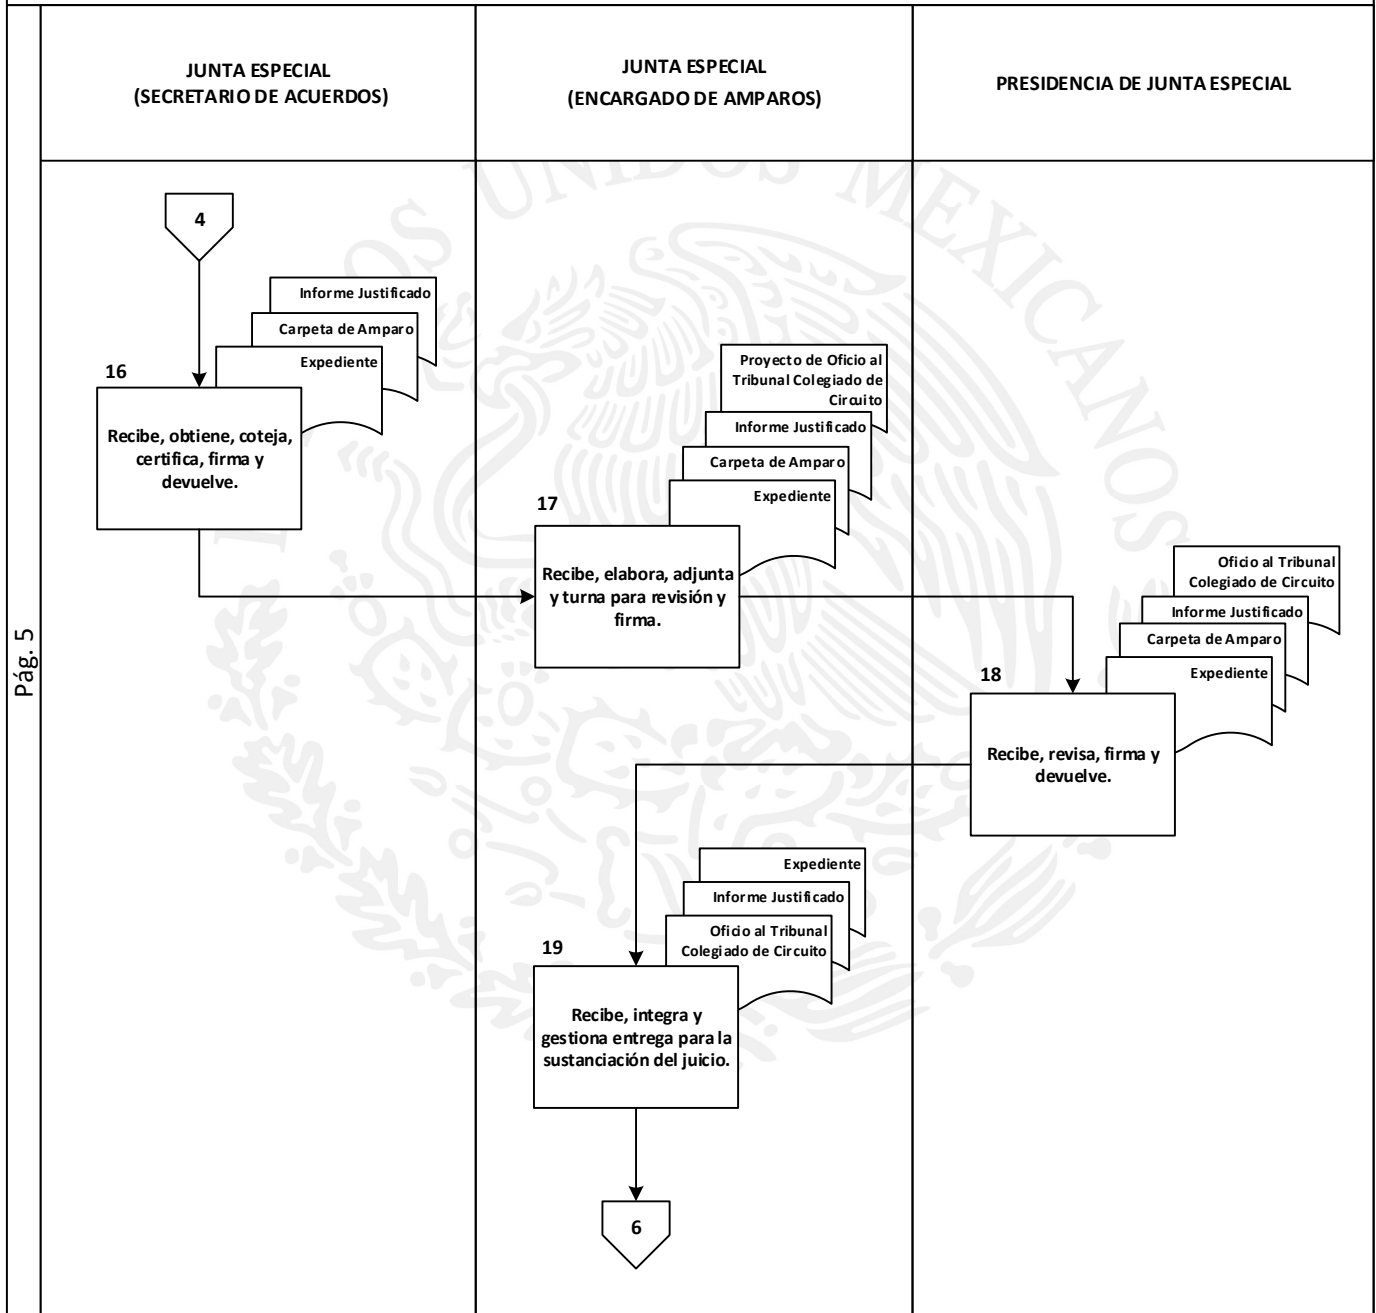 JUNTA ESPECIAL
(SECRETARIO DE ACUERDOS)
JUNTA ESPECIAL
(ENCARGADO DE AMPAROS)
PRESIDENCIA DE JUNTA ESPECIAL
Pág. 5
4
Informe Justificado
Carpeta de Amparo
Expediente
16
Recibe, obtiene, coteja,
certifica, firma y
devuelve.
Proyecto de Oficio al
Tribunal Colegiado de
Circuito
Informe Justificado
Carpeta de Amparo
Expediente
17
Recibe, elabora, adjunta
y turna para revisión y
firma.
Oficio al Tribunal
Colegiado de Circuito
Informe Justificado
Carpeta de Amparo
Expediente
18
Recibe, revisa, firma y
devuelve.
Expediente
Informe Justificado
Oficio al Tribunal
Colegiado de Circuito
19
Recibe, integra y
gestiona entrega para la
sustanciación del juicio.
6
OS UNIDOS MEXICANOS